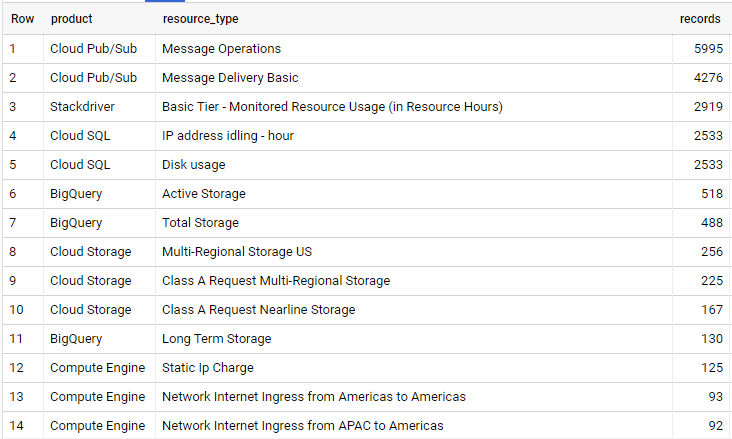 Row product resource_type records
1 Cloud Pub/Sub Message Operations 5995
2 Cloud Pub/Sub Message Delivery Basic 4276
3 Stackdriver Basic Tier - Monitored Resource Usage (in Resource Hours) 2919
4 Cloud SQL IP address idling - hour 2533
5 Cloud SQL Disk usage 2533
6 BigQuery Active Storage 518
7 BigQuery Total Storage 488
8 Cloud Storage Multi-Regional Storage US 256
9 Cloud Storage Class A Request Multi-Regional Storage 225
10 Cloud Storage Class A Request Nearline Storage 167
11 BigQuery Long Term Storage 130
12 Compute Engine Static Ip Charge 125
13 Compute Engine Network Internet Ingress from Americas to Americas 93
14 Compute Engine Network Internet Ingress from APAC to Americas 92